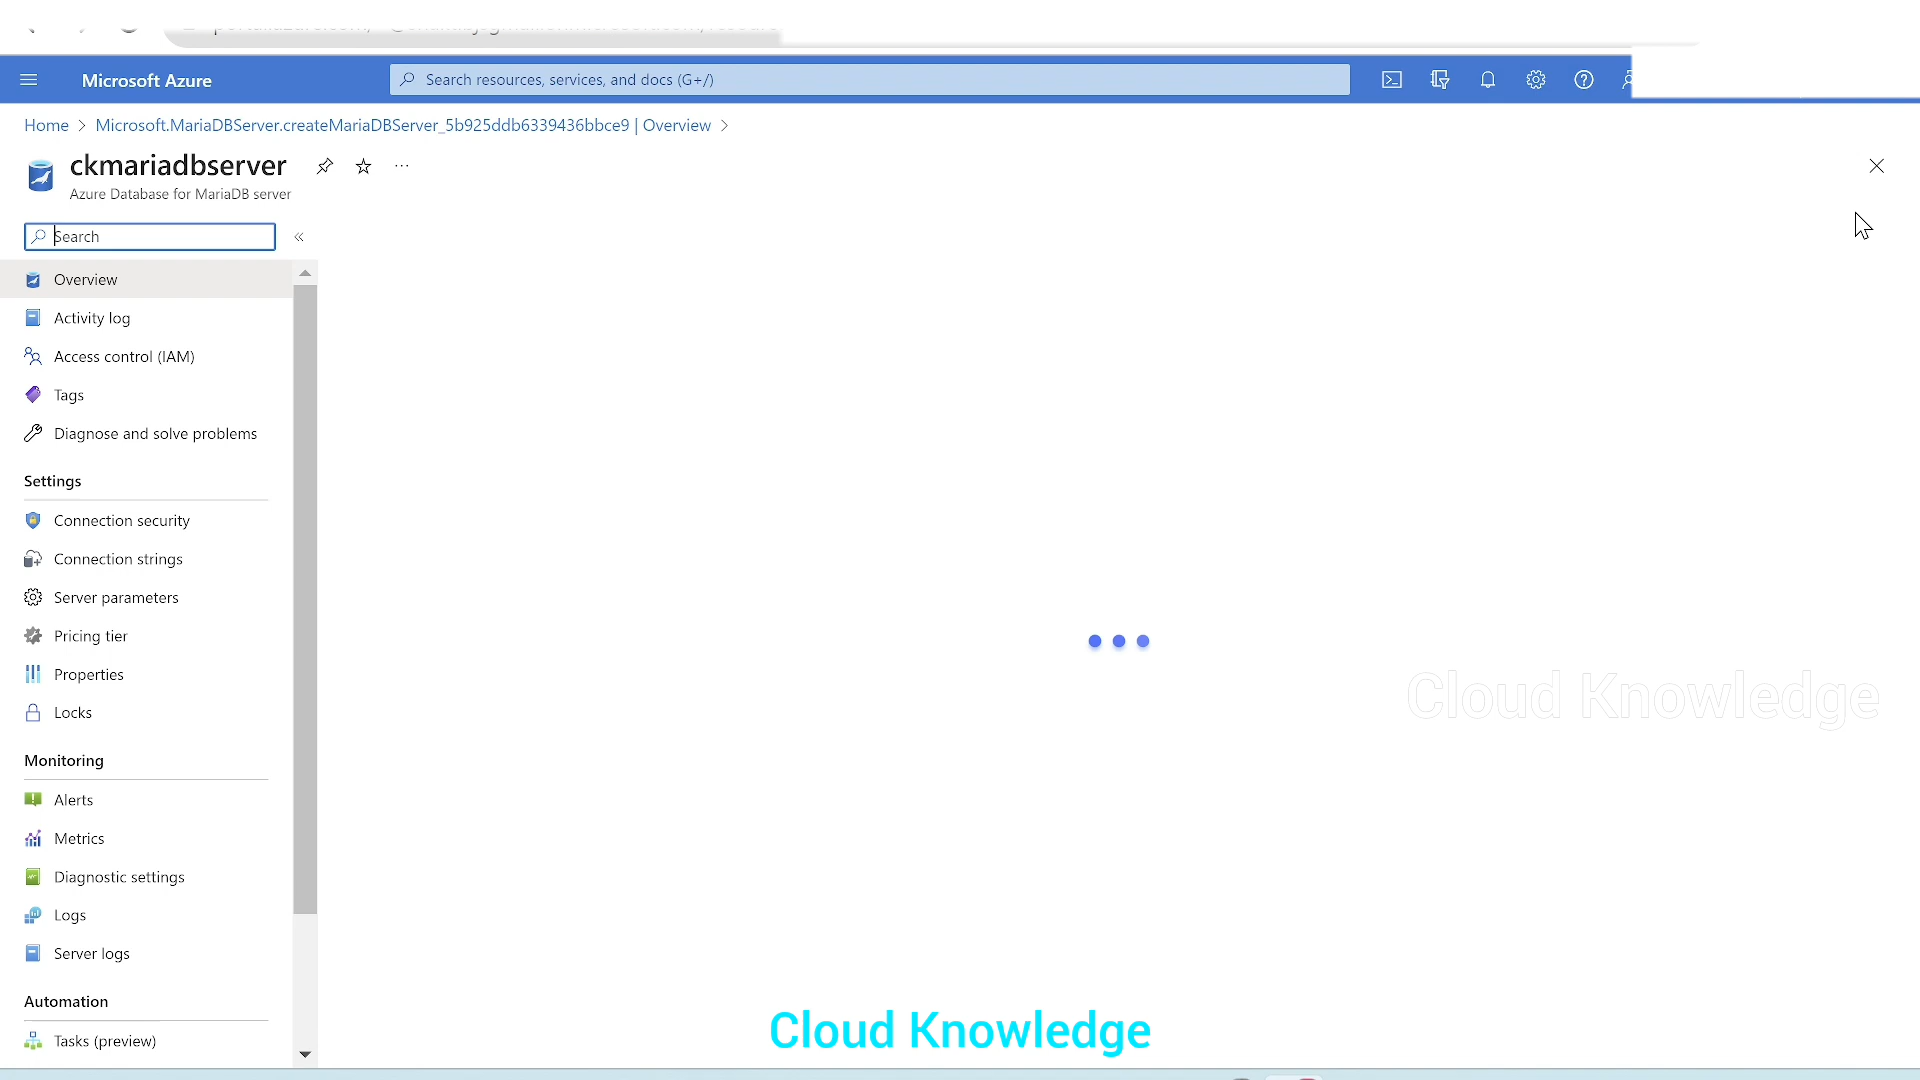 Microsoft Azure
Search resources, services, and docs (G+/)
Home
Microsoft.MariaDBServer.createMariaDBServer_5b925ddb6339436bbce9 | Overview
ckmariadbserver
Azure Database for MariaDB server
Search
Overview
Activity log
Access control (IAM)
Tags
Diagnose and solve problems
Settings
Connection security
Connection strings
Server parameters
Pricing tier
Properties
Locks
Monitoring
Alerts
Metrics
Diagnostic settings
Logs
Server logs
Automation
Tasks (preview)
Cloud Knowledge
Cloud Knowledge